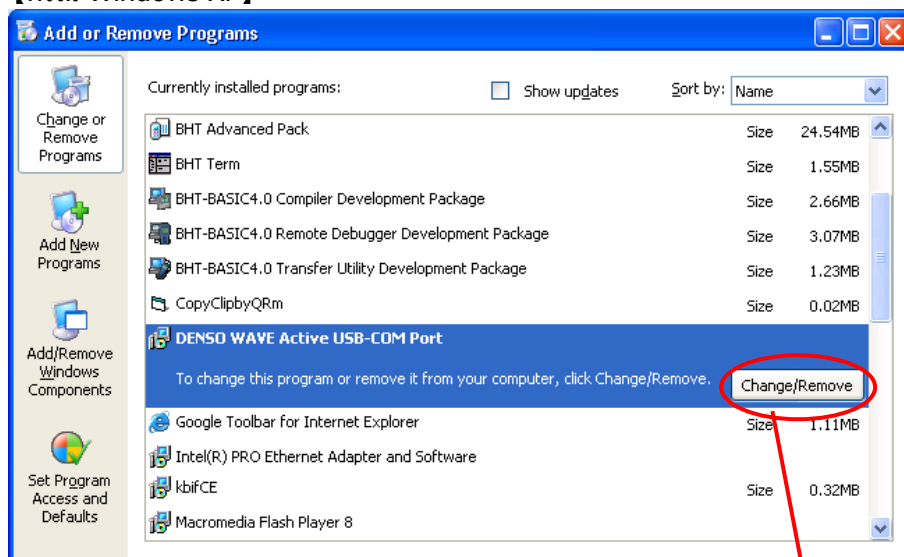 Add or Remove Programs
Currently installed programs:
Show updates
Sort by: Name
Change or
Remove
Programs
Add New
Programs
Add/Remove
Windows
Components
Set Program
Access and
Defaults
BHT Advanced Pack Size 24.54MB
BHT Term Size 1.55MB
BHT-BASIC4.0 Compiler Development Package Size 2.66MB
BHT-BASIC4.0 Remote Debugger Development Package Size 3.07MB
BHT-BASIC4.0 Transfer Utility Development Package Size 1.23MB
CopyClipbyQRm Size 0.02MB
DENSO WAVE Active USB-COM Port
To change this program or remove it from your computer, click Change/Remove. Change/Remove
Google Toolbar for Internet Explorer Size 1.11MB
Intel(R) PRO Ethernet Adapter and Software
kbifCE Size 0.32MB
Macromedia Flash Player 8